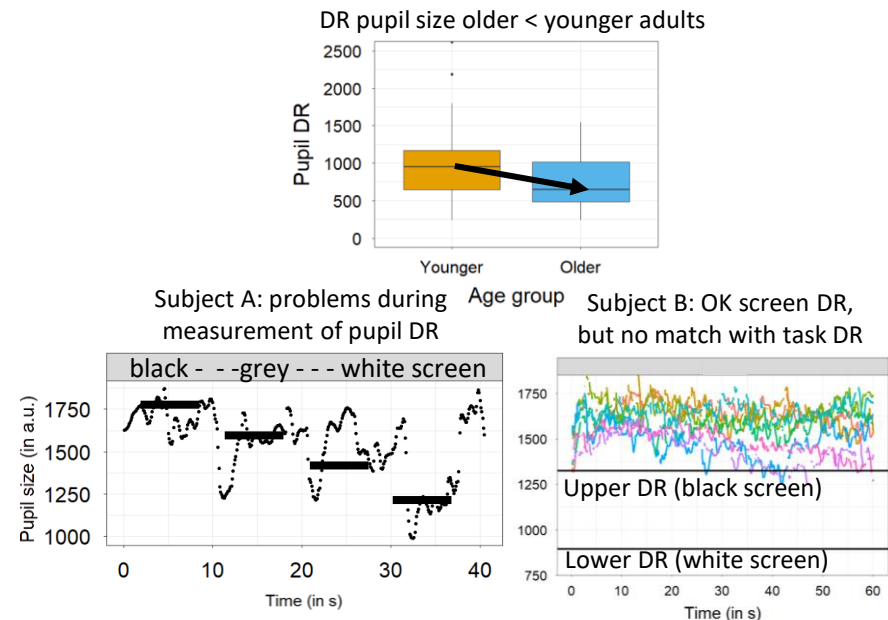 DR pupil size older < younger adults
2500
2000
1500
1000
500
0
Pupil DR
Younger Older
Age group
Subject A: problems during
measurement of pupil DR
black - - -grey - - - white screen
1750
1500
1250
1000
Pupil size (in a.u.)
0 10 20 30 40
Time (in s)
Subject B: OK screen DR,
but no match with task DR
1750
1500
1250
Upper DR (black screen)
1000
Lower DR (white screen)
750
0 10 20 30 40 50 60
Time (in s)